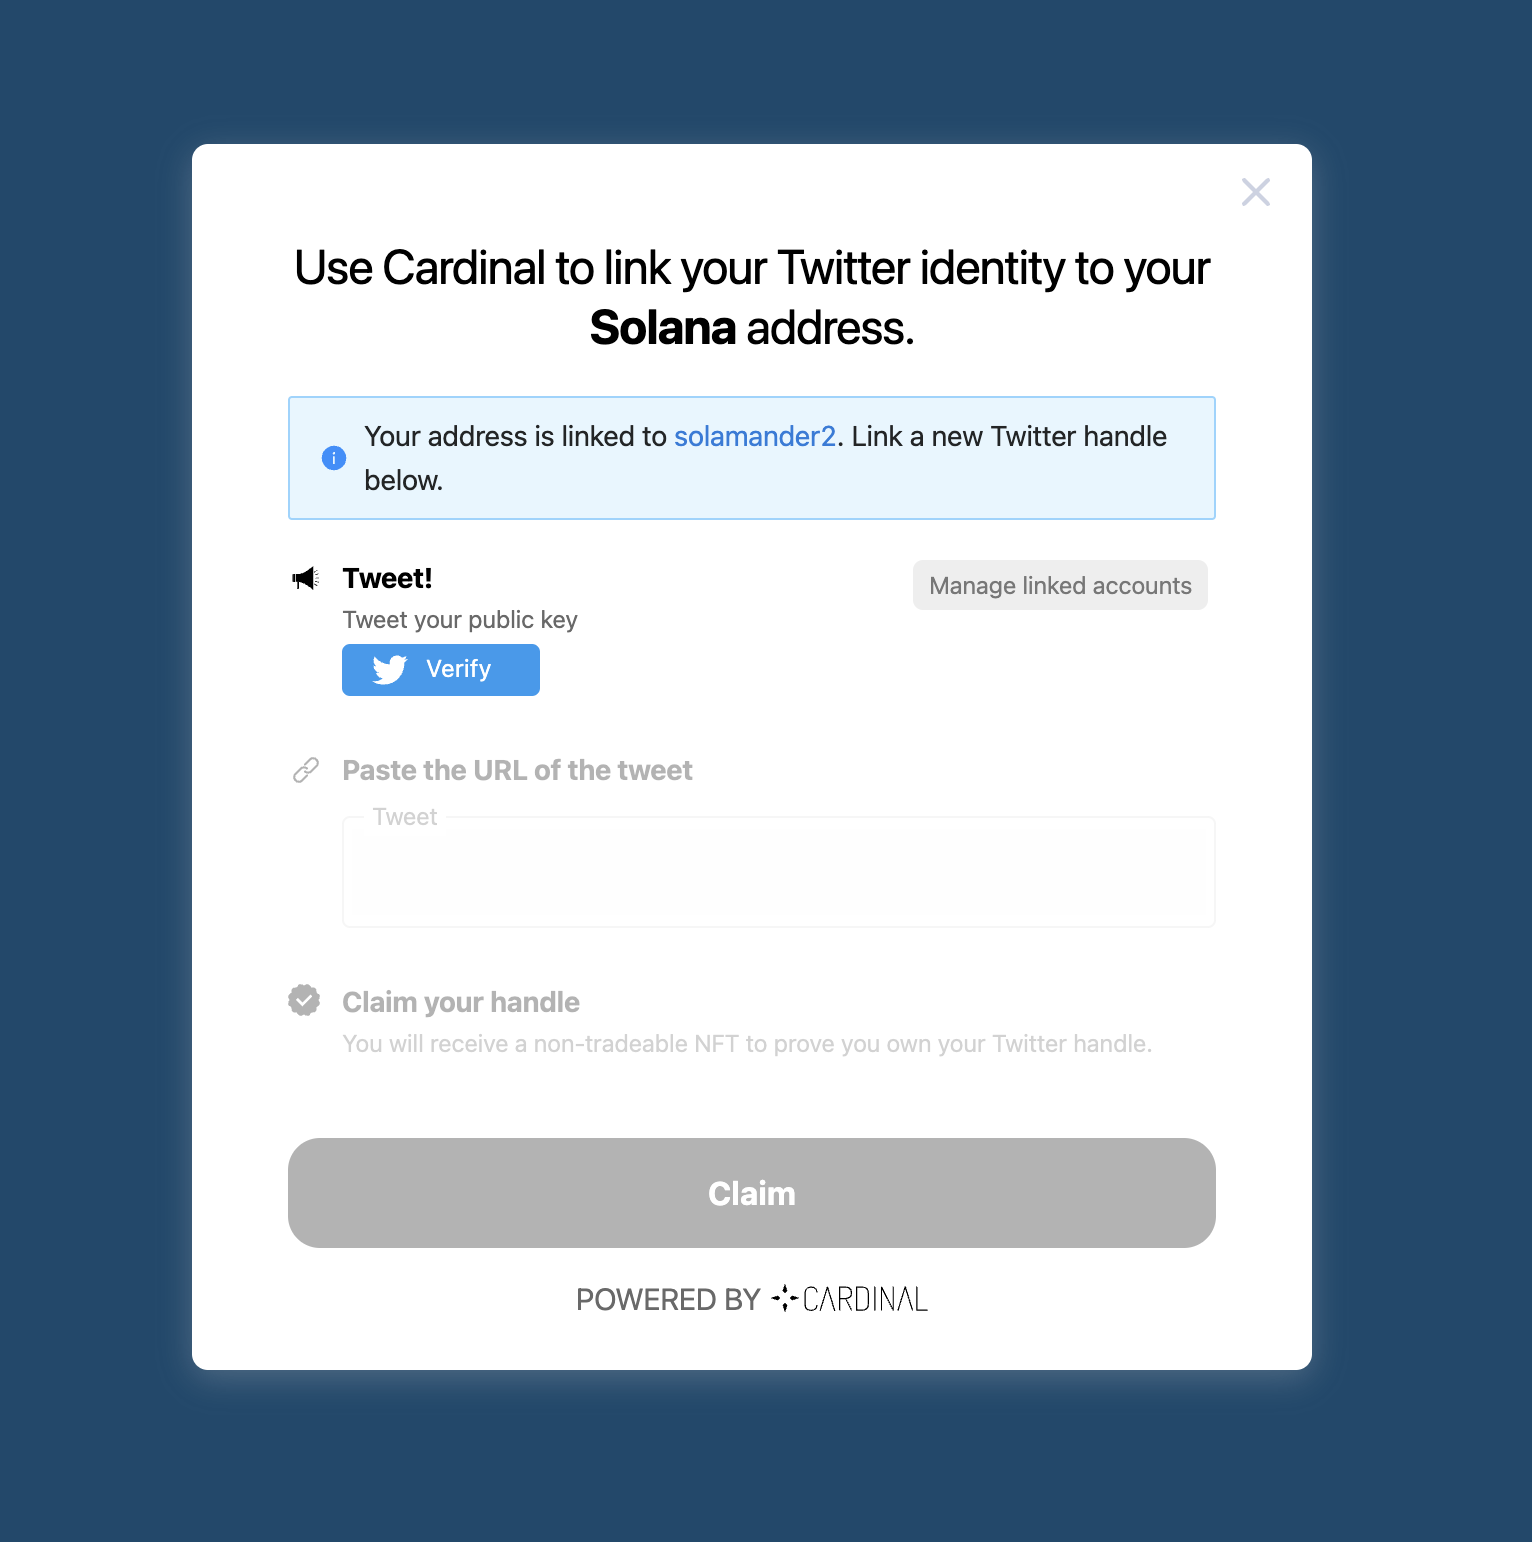 Use Cardinal to link your Twitter identity to your
Solana address.
Your address is linked to solamander2. Link a new Twitter handle
below.
Tweet!
Manage linked accounts
Tweet your public key
Verify
Paste the URL of the tweet
Tweet
Claim your handle
You will receive a non-tradeable NFT to prove you own your Twitter handle.
Claim
POWERED BY CARDINAL